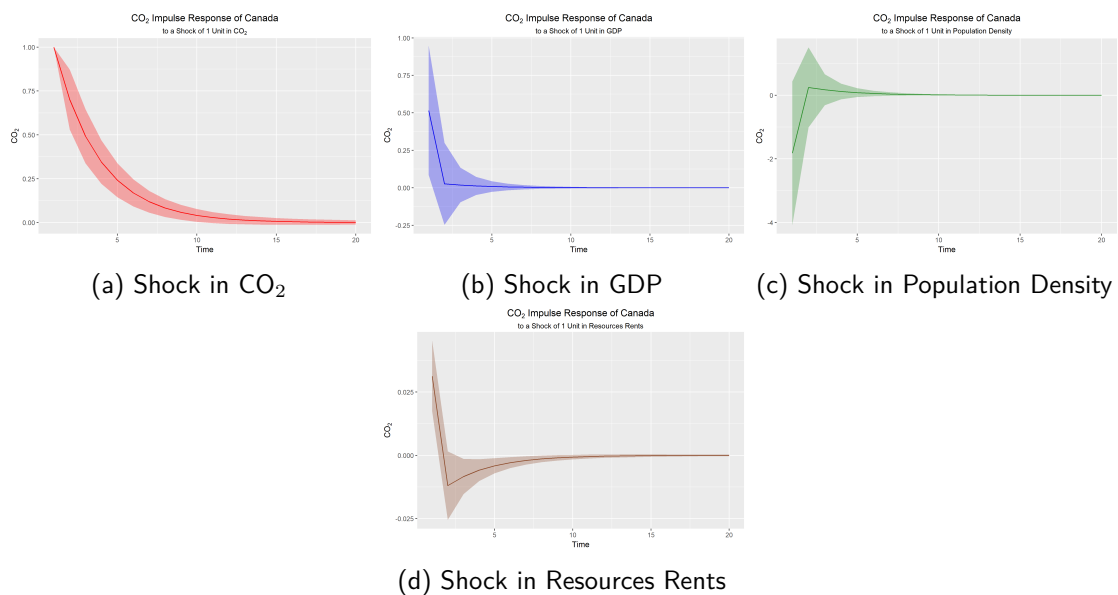 CO₂ Impulse Response of Canada
to a Shock of 1 Unit in CO₂
1.00
0.75
0.50
0.25
0.00
CO₂
5
10
15
20
Time
(a) Shock in CO₂
CO₂ Impulse Response of Canada
to a Shock of 1 Unit in GDP
1.00
0.75
0.50
0.25
0.00
-0.25
CO₂
5
10
15
20
Time
(b) Shock in GDP
CO₂ Impulse Response of Canada
to a Shock of 1 Unit in Population Density
0
-2
-4
CO₂
5
10
15
20
Time
(c) Shock in Population Density
CO₂ Impulse Response of Canada
to a Shock of 1 Unit in Resources Rents
0.025
0.000
-0.025
CO₂
5
10
15
20
Time
(d) Shock in Resources Rents